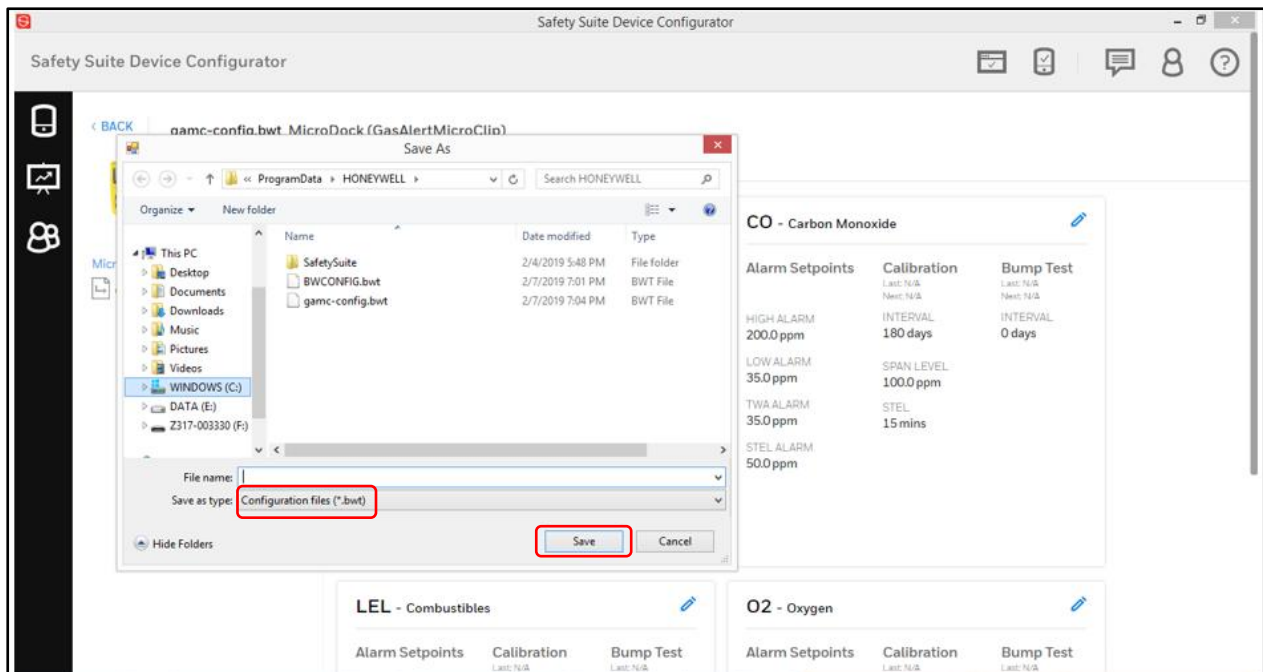 Safety Suite Device Configurator
Safety Suite Device Configurator
< BACK
gamc-config.bwt MicroDock (GasAlertMicroClip)
Save As
« ProgramData HONEYWELL
Search HONEYWELL
Organize
New folder
Name
Date modified
Type
This PC
Desktop
Documents
Downloads
Music
Pictures
Videos
WINDOWS (C:)
DATA (E:)
Z317-003330 (F:)
SafetySuite 2/4/2019 5:48 PM File folder
BWCONFIG.bwt 2/7/2019 7:01 PM BWT File
gamc-config.bwt 2/7/2019 7:04 PM BWT File
File name:
Save as type: Configuration files (*.bwt)
Hide Folders
Save
Cancel
Micr
CO - Carbon Monoxide
Alarm Setpoints
HIGH ALARM
200.0 ppm
LOW ALARM
35.0 ppm
TWA ALARM
35.0 ppm
STEL ALARM
50.0 ppm
Calibration
Last: N/A
Next: N/A
INTERVAL
180 days
SPAN LEVEL
100.0 ppm
STEL
15 mins
Bump Test
Last: N/A
Next: N/A
INTERVAL
0 days
LEL - Combustibles
Alarm Setpoints
Calibration
Last: N/A
Bump Test
Last: N/A
O2 - Oxygen
Alarm Setpoints
Calibration
Last: N/A
Bump Test
Last: N/A